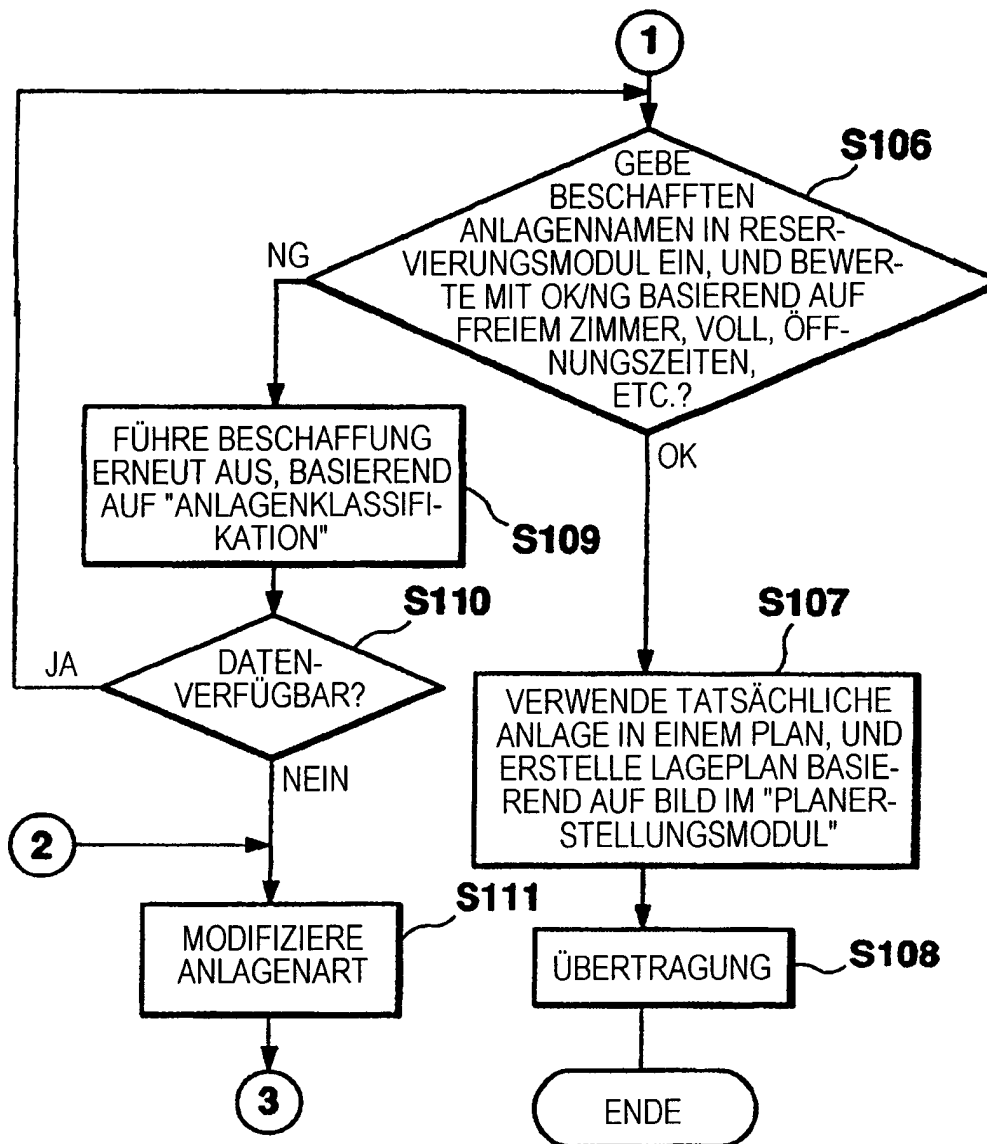 1
S106
GEBE
BESCHAFFTEN
ANLAGENNAMEN IN RESER-
VIERUNGSMODUL EIN, UND BEWER-
TE MIT OK/NG BASIEREND AUF
FREIEM ZIMMER, VOLL, ÖFF-
NUNGSZEITEN,
ETC.?
NG
OK
FÜHRE BESCHAFFUNG
ERNEUT AUS, BASIEREND
AUF "ANLAGENKLASSIFI-
KATION"
S109
S110
JA
DATEN-
VERFÜGBAR?
NEIN
S107
VERWENDE TATSÄCHLICHE
ANLAGE IN EINEM PLAN, UND
ERSTELLE LAGEPLAN BASIE-
REND AUF BILD IM "PLANER-
STELLUNGSMODUL"
2
S111
MODIFIZIERE
ANLAGENART
3
S108
ÜBERTRAGUNG
ENDE